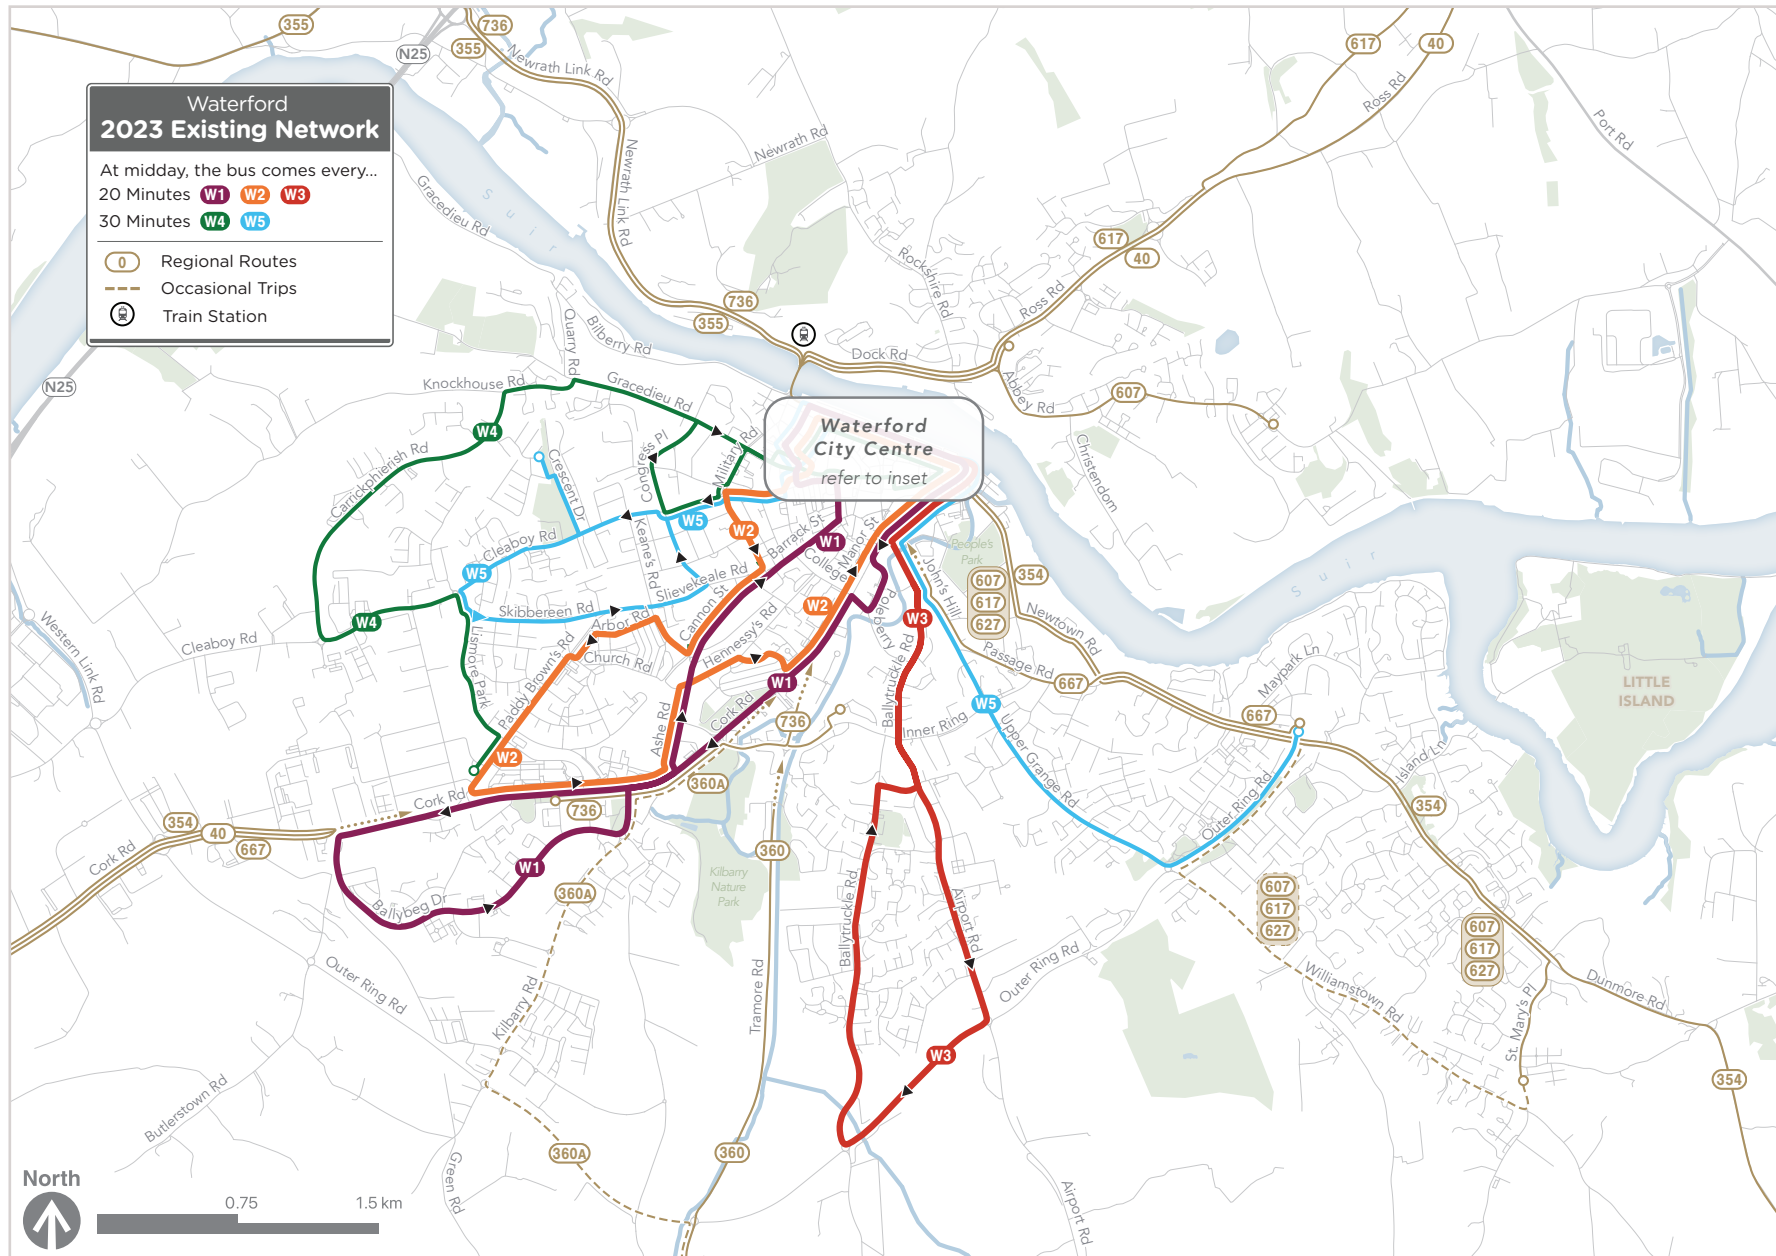 Waterford
2023 Existing Network
At midday, the bus comes every...
20 Minutes W1 W2 W3
30 Minutes W4 W5
0 Regional Routes
Occasional Trips
Train Station
355
736
355
N25
Newrath Link Rd
617
40
Ross Rd
Port Rd
Newrath Rd
Newrath Link Rd
Gracedieu Rd
Suir
Rockshire Rd
617
40
Ross Rd
736
355
Dock Rd
Abbey Rd
607
Christendom
N25
Quarry Rd
Bilberry Rd
Knockhouse Rd
Gracedieu Rd
W4
Carrickphierish Rd
Crescent Dr
Congress Pl
Military Rd
Waterford
City Centre
refer to inset
W5
W2
Barrack St
W1
Manor St
College
People's
Park
Cleaboy Rd
Keane's Rd
W5
Slievekeale Rd
Skibbereen Rd
Arbor Rd
Cannon St
W2
Poleberry
John's Hill
607
617
627
354
Newtown Rd
Suir
W4
Cleaboy Rd
Western Link Rd
Lismore Park
Paddy Brown's Rd
Church Rd
Hennessy's Rd
W3
Passage Rd
667
Maypark Ln
LITTLE
ISLAND
W1
Cork Rd
736
Ashe Rd
Ballytruckle Rd
Inner Ring
W5
Upper Grange Rd
667
Island Ln
W2
360A
Cork Rd
736
354
40
667
Cork Rd
360
Outer Ring Rd
354
W1
Ballybeg Dr
360A
Kilbarry
Nature
Park
Ballytruckle Rd
Airport Rd
607
617
627
607
617
627
Outer Ring Rd
Kilbarry Rd
Tramore Rd
Outer Ring Rd
Williamstown Rd
St. Mary's Pl
Dunmore Rd
W3
354
Butlerstown Rd
360A
360
Green Rd
Airport Rd
North
0.75
1.5 km